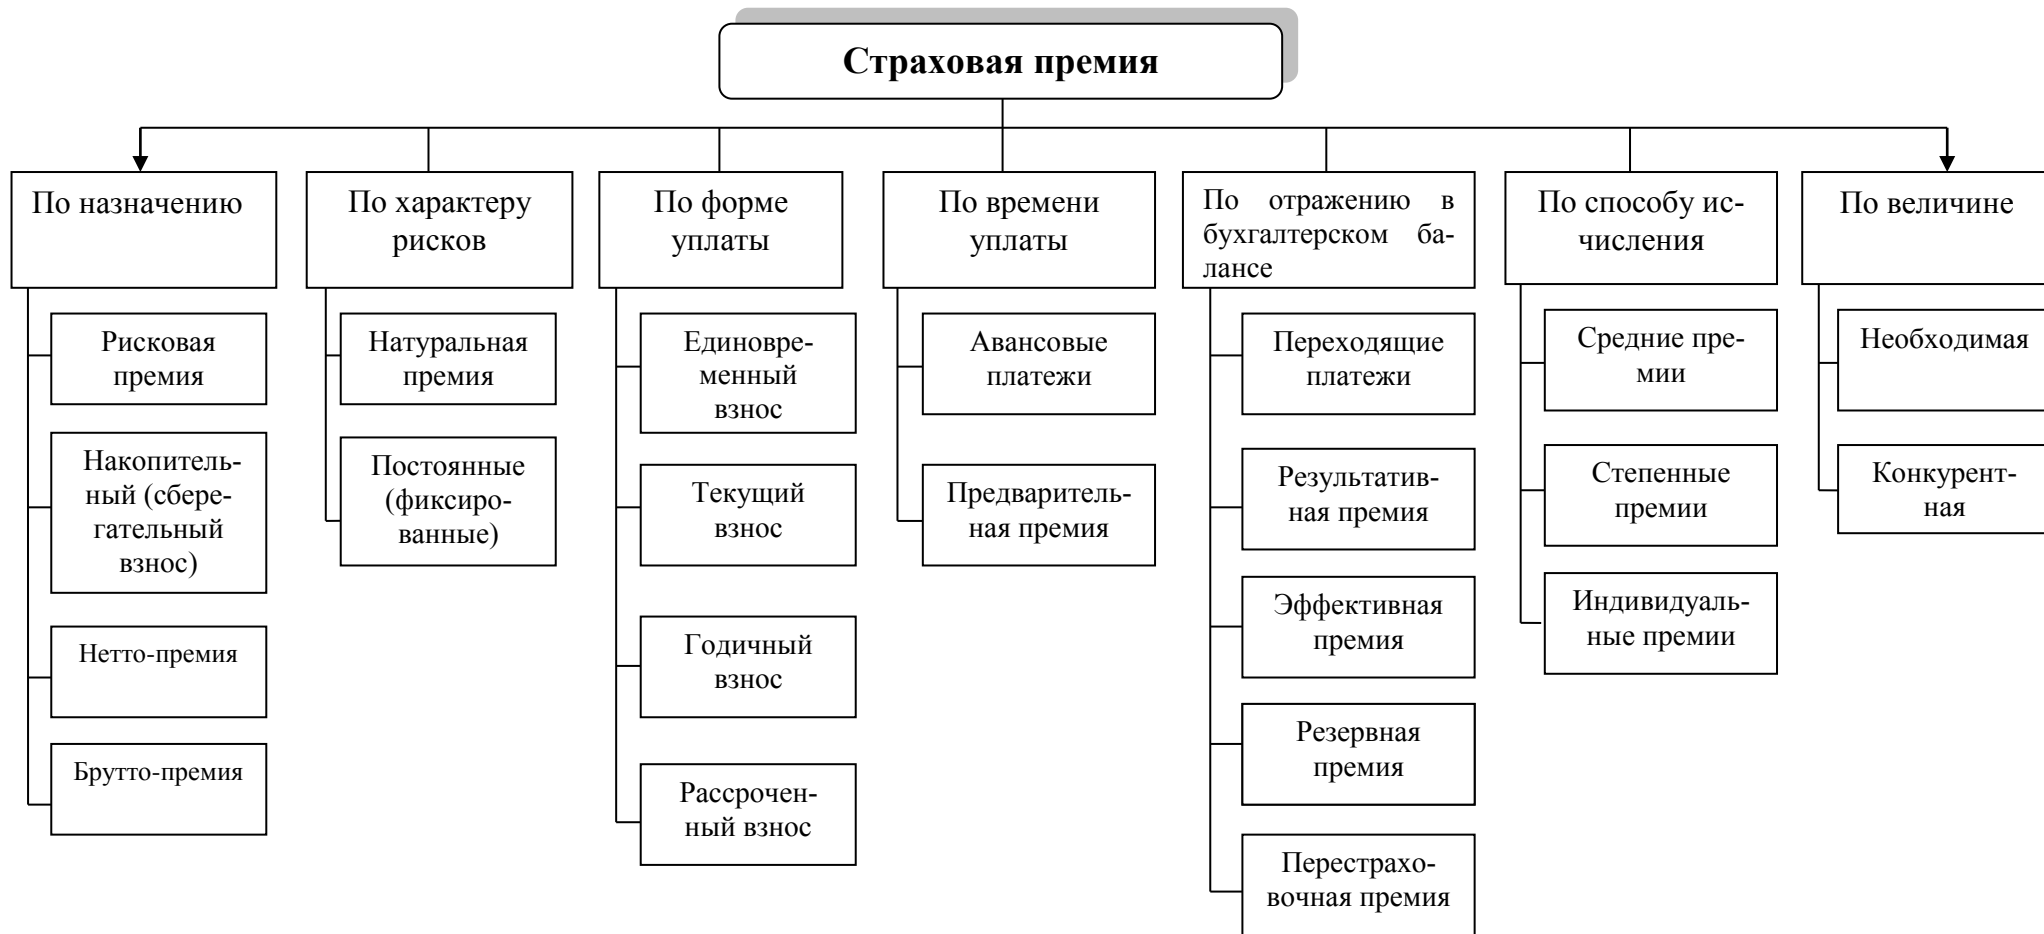 Страховая премия
По назначению
Рисковая
премия
Накопитель-
ный (сбере-
гательный
взнос)
Нетто-премия
Брутто-премия
По характеру
рисков
Натуральная
премия
Постоянные
(фиксиро-
ванные)
По форме
уплаты
Единовре-
менный
взнос
Текущий
взнос
Годичный
взнос
Рассрочен-
ный взнос
По времени
уплаты
Авансовые
платежи
Предваритель-
ная премия
По отражению в
бухгалтерском ба-
лансе
Переходящие
платежи
Результатив-
ная премия
Эффективная
премия
Резервная
премия
Перестрахо-
вочная премия
По способу ис-
числения
Средние пре-
мии
Степенные
премии
Индивидуаль-
ные премии
По величине
Необходимая
Конкурент-
ная